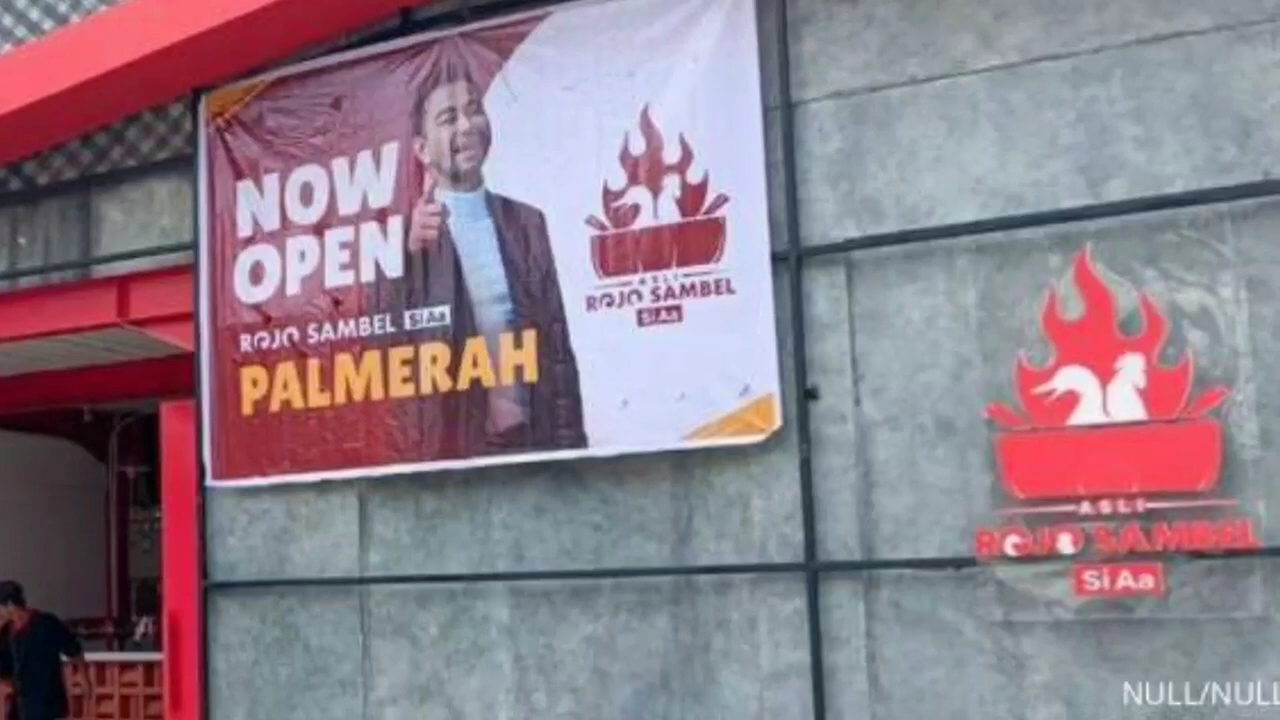 NOW
OPEN
ROJO SAMBEL Si Aa
PALMERAH
ASLI
ROJO SAMBEL
Si Aa
ASLI
ROJO SAMBEL
Si Aa
NULL/NULL